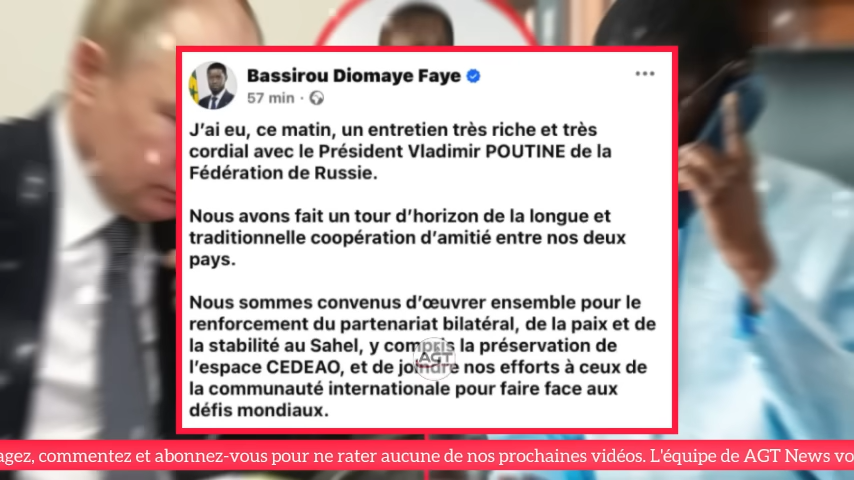 Bassirou Diomaye Faye
57 min ·
J'ai eu, ce matin, un entretien très riche et très
cordial avec le Président Vladimir POUTINE de la
Fédération de Russie.
Nous avons fait un tour d'horizon de la longue et
traditionnelle coopération d'amitié entre nos deux
pays.
Nous sommes convenus d'œuvrer ensemble pour le
renforcement du partenariat bilatéral, de la paix et de
la stabilité au Sahel, y compris la préservation de
l'espace CEDEAO, et de joindre nos efforts à ceux de
la communauté internationale pour faire face aux
défis mondiaux.
AGT
agez, commentez et abonnez-vous pour ne rater aucune de nos prochaines vidéos. L'équipe de AGT News vo